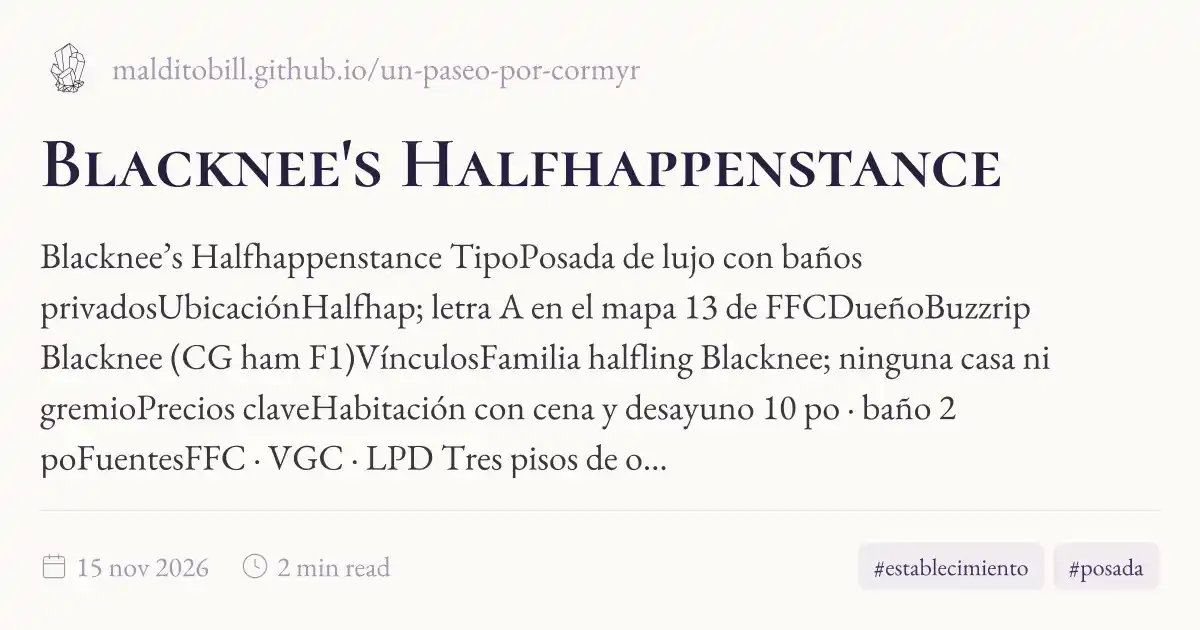 malditobill.github.io/un-paseo-por-cormyr
Blacknee's Halfhappenstance
Blacknee’s Halfhappenstance TipoPosada de lujo con baños
privadosUbicaciónHalfhap; letra A en el mapa 13 de FFCDueñoBuzzrip
Blacknee (CG ham F1)VínculosFamilia halfling Blacknee; ninguna casa ni
gremioPrecios claveHabitación con cena y desayuno 10 po · baño 2
poFuentesFFC · VGC · LPD Tres pisos de o...
15 nov 2026
2 min read
#establecimiento
#posada